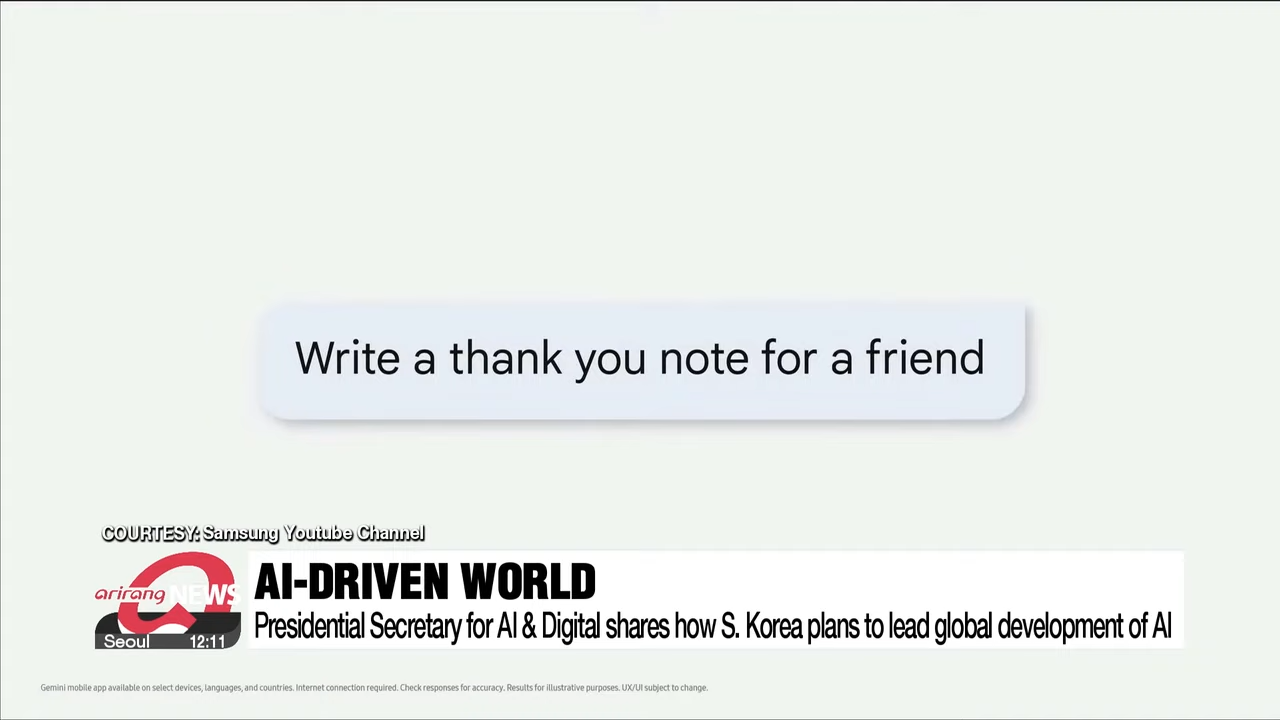 Write a thank you note for a friend
COURTESY: Samsung Youtube Channel
arirang NEWS
AI-DRIVEN WORLD
Presidential Secretary for AI & Digital shares how S. Korea plans to lead global development of AI
Seoul 12:11
Gemini mobile app available on select devices, languages, and countries. Internet connection required. Check responses for accuracy. Results for illustrative purposes. UX/UI subject to change.